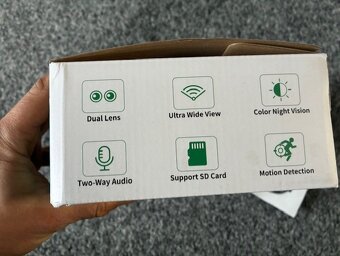 Dual Lens
Ultra Wide View
Color Night Vision
Two-Way Audio
Support SD Card
Motion Detection